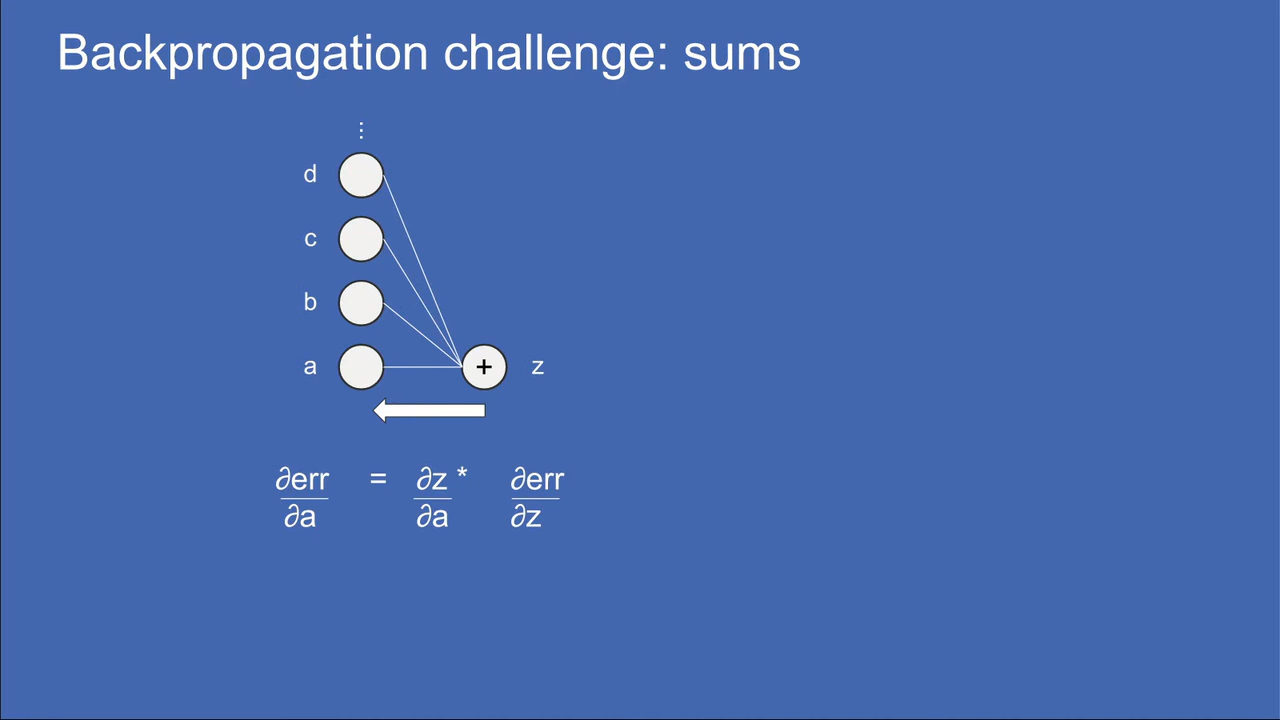 Backpropagation challenge: sums
⋮
d
c
b
a + z
∂err = ∂z * ∂err
∂a ∂a ∂z